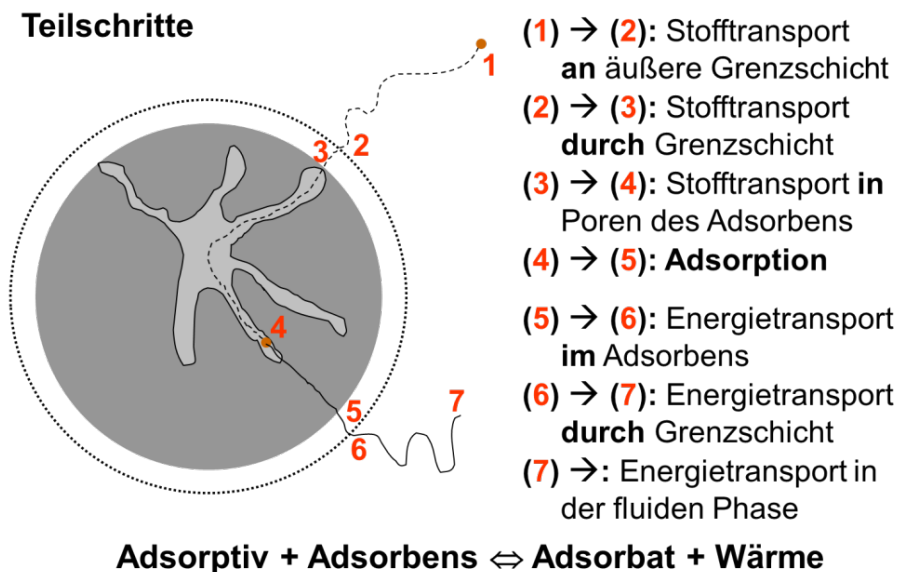 Teilschritte
(1) → (2): Stofftransport
an äußere Grenzschicht
(2) → (3): Stofftransport
durch Grenzschicht
(3) → (4): Stofftransport in
Poren des Adsorbens
(4) → (5): Adsorption
(5) → (6): Energietransport
im Adsorbens
(6) → (7): Energietransport
durch Grenzschicht
(7) →: Energietransport in
der fluiden Phase
1
3 2
4
5 7
6
Adsorptiv + Adsorbens ⇔ Adsorbat + Wärme